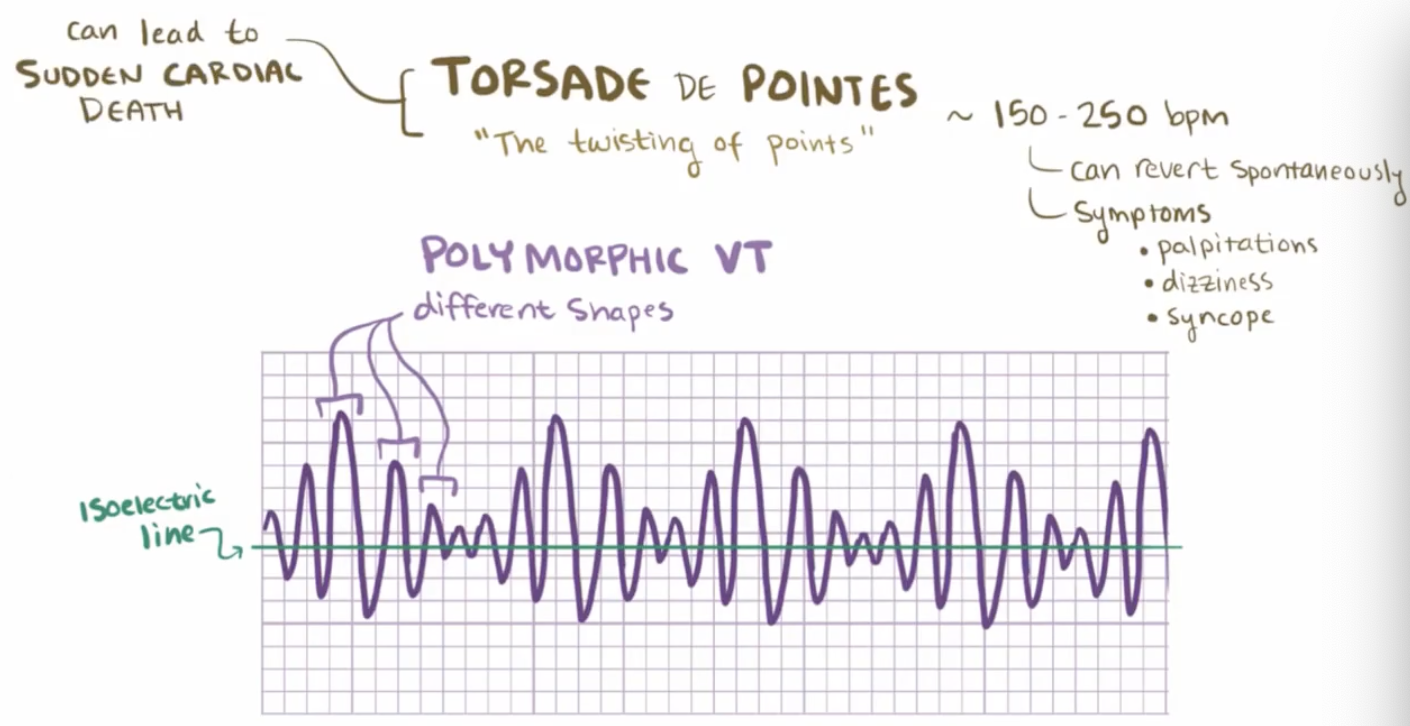 can lead to
SUDDEN CARDIAC
DEATH
TORSADE DE POINTES
"The twisting of points"
~ 150 - 250 bpm
can revert spontaneously
Symptoms
• palpitations
• dizziness
• syncope
POLYMORPHIC VT
different shapes
Isoelectric
line